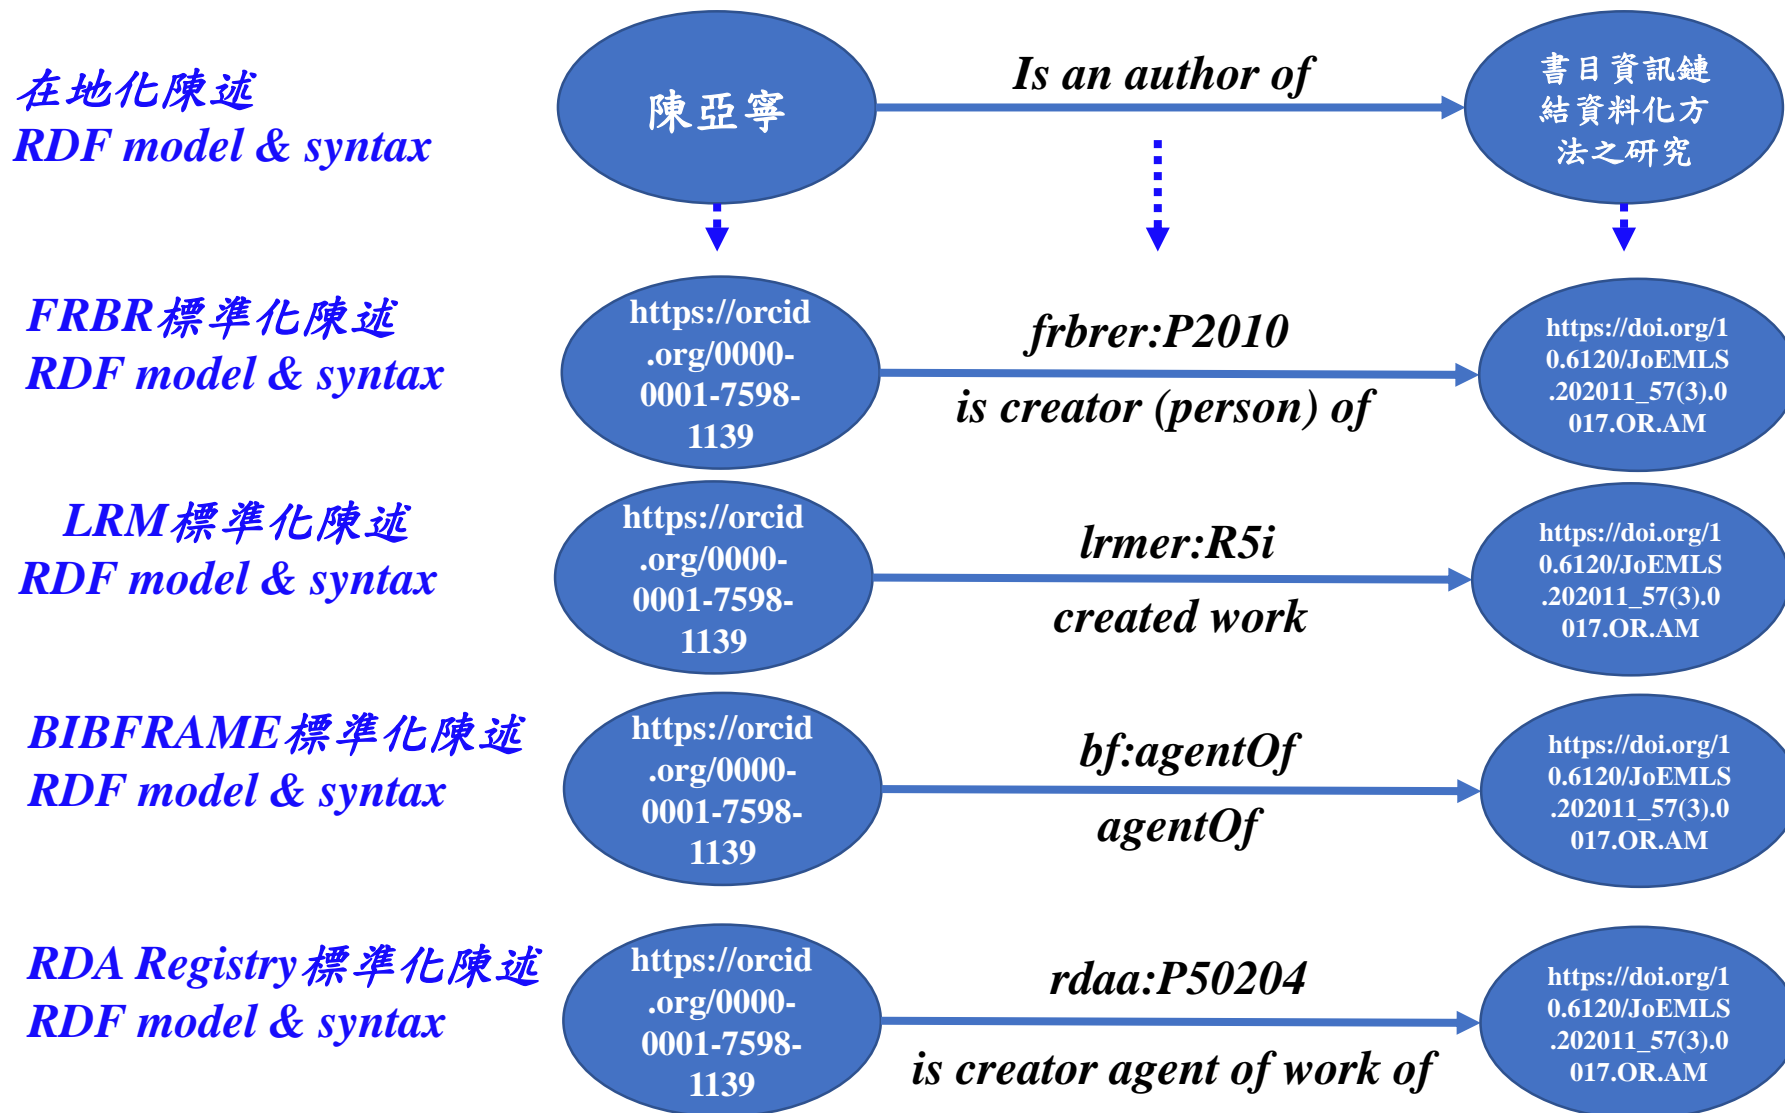 在地化陳述
RDF model & syntax
陳亞寧
Is an author of
書目資訊鏈
結資料化方
法之研究
FRBR標準化陳述
RDF model & syntax
https://orcid
.org/0000-
0001-7598-
1139
frbrer:P2010
is creator (person) of
https://doi.org/1
0.6120/JoEMLS
.202011_57(3).0
017.OR.AM
LRM標準化陳述
RDF model & syntax
https://orcid
.org/0000-
0001-7598-
1139
lrmer:R5i
created work
https://doi.org/1
0.6120/JoEMLS
.202011_57(3).0
017.OR.AM
BIBFRAME標準化陳述
RDF model & syntax
https://orcid
.org/0000-
0001-7598-
1139
bf:agentOf
agentOf
https://doi.org/1
0.6120/JoEMLS
.202011_57(3).0
017.OR.AM
RDA Registry標準化陳述
RDF model & syntax
https://orcid
.org/0000-
0001-7598-
1139
rdaa:P50204
is creator agent of work of
https://doi.org/1
0.6120/JoEMLS
.202011_57(3).0
017.OR.AM